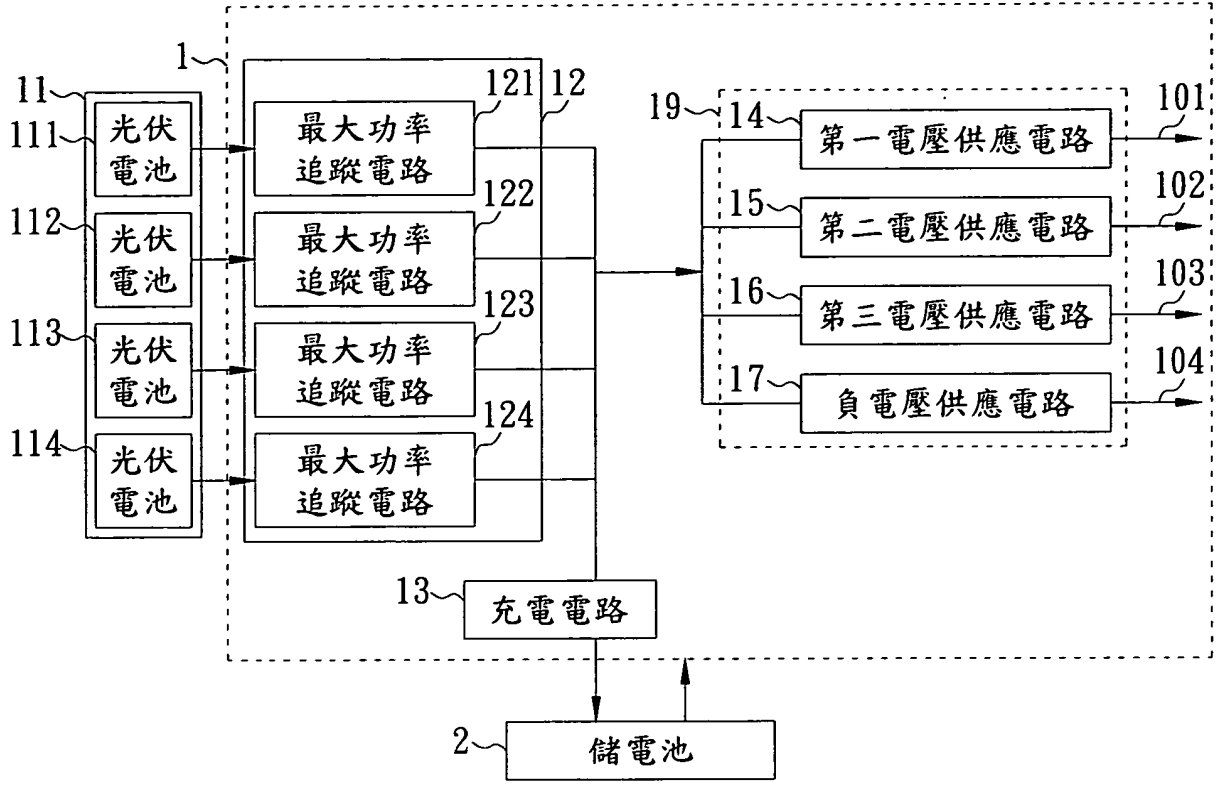 1
11
111
光伏
電池
112
光伏
電池
113
光伏
電池
114
光伏
電池
12
121
最大功率
追蹤電路
122
最大功率
追蹤電路
123
最大功率
追蹤電路
124
最大功率
追蹤電路
13
充電電路
2
儲電池
19
14
第一電壓供應電路
101
15
第二電壓供應電路
102
16
第三電壓供應電路
103
17
負電壓供應電路
104